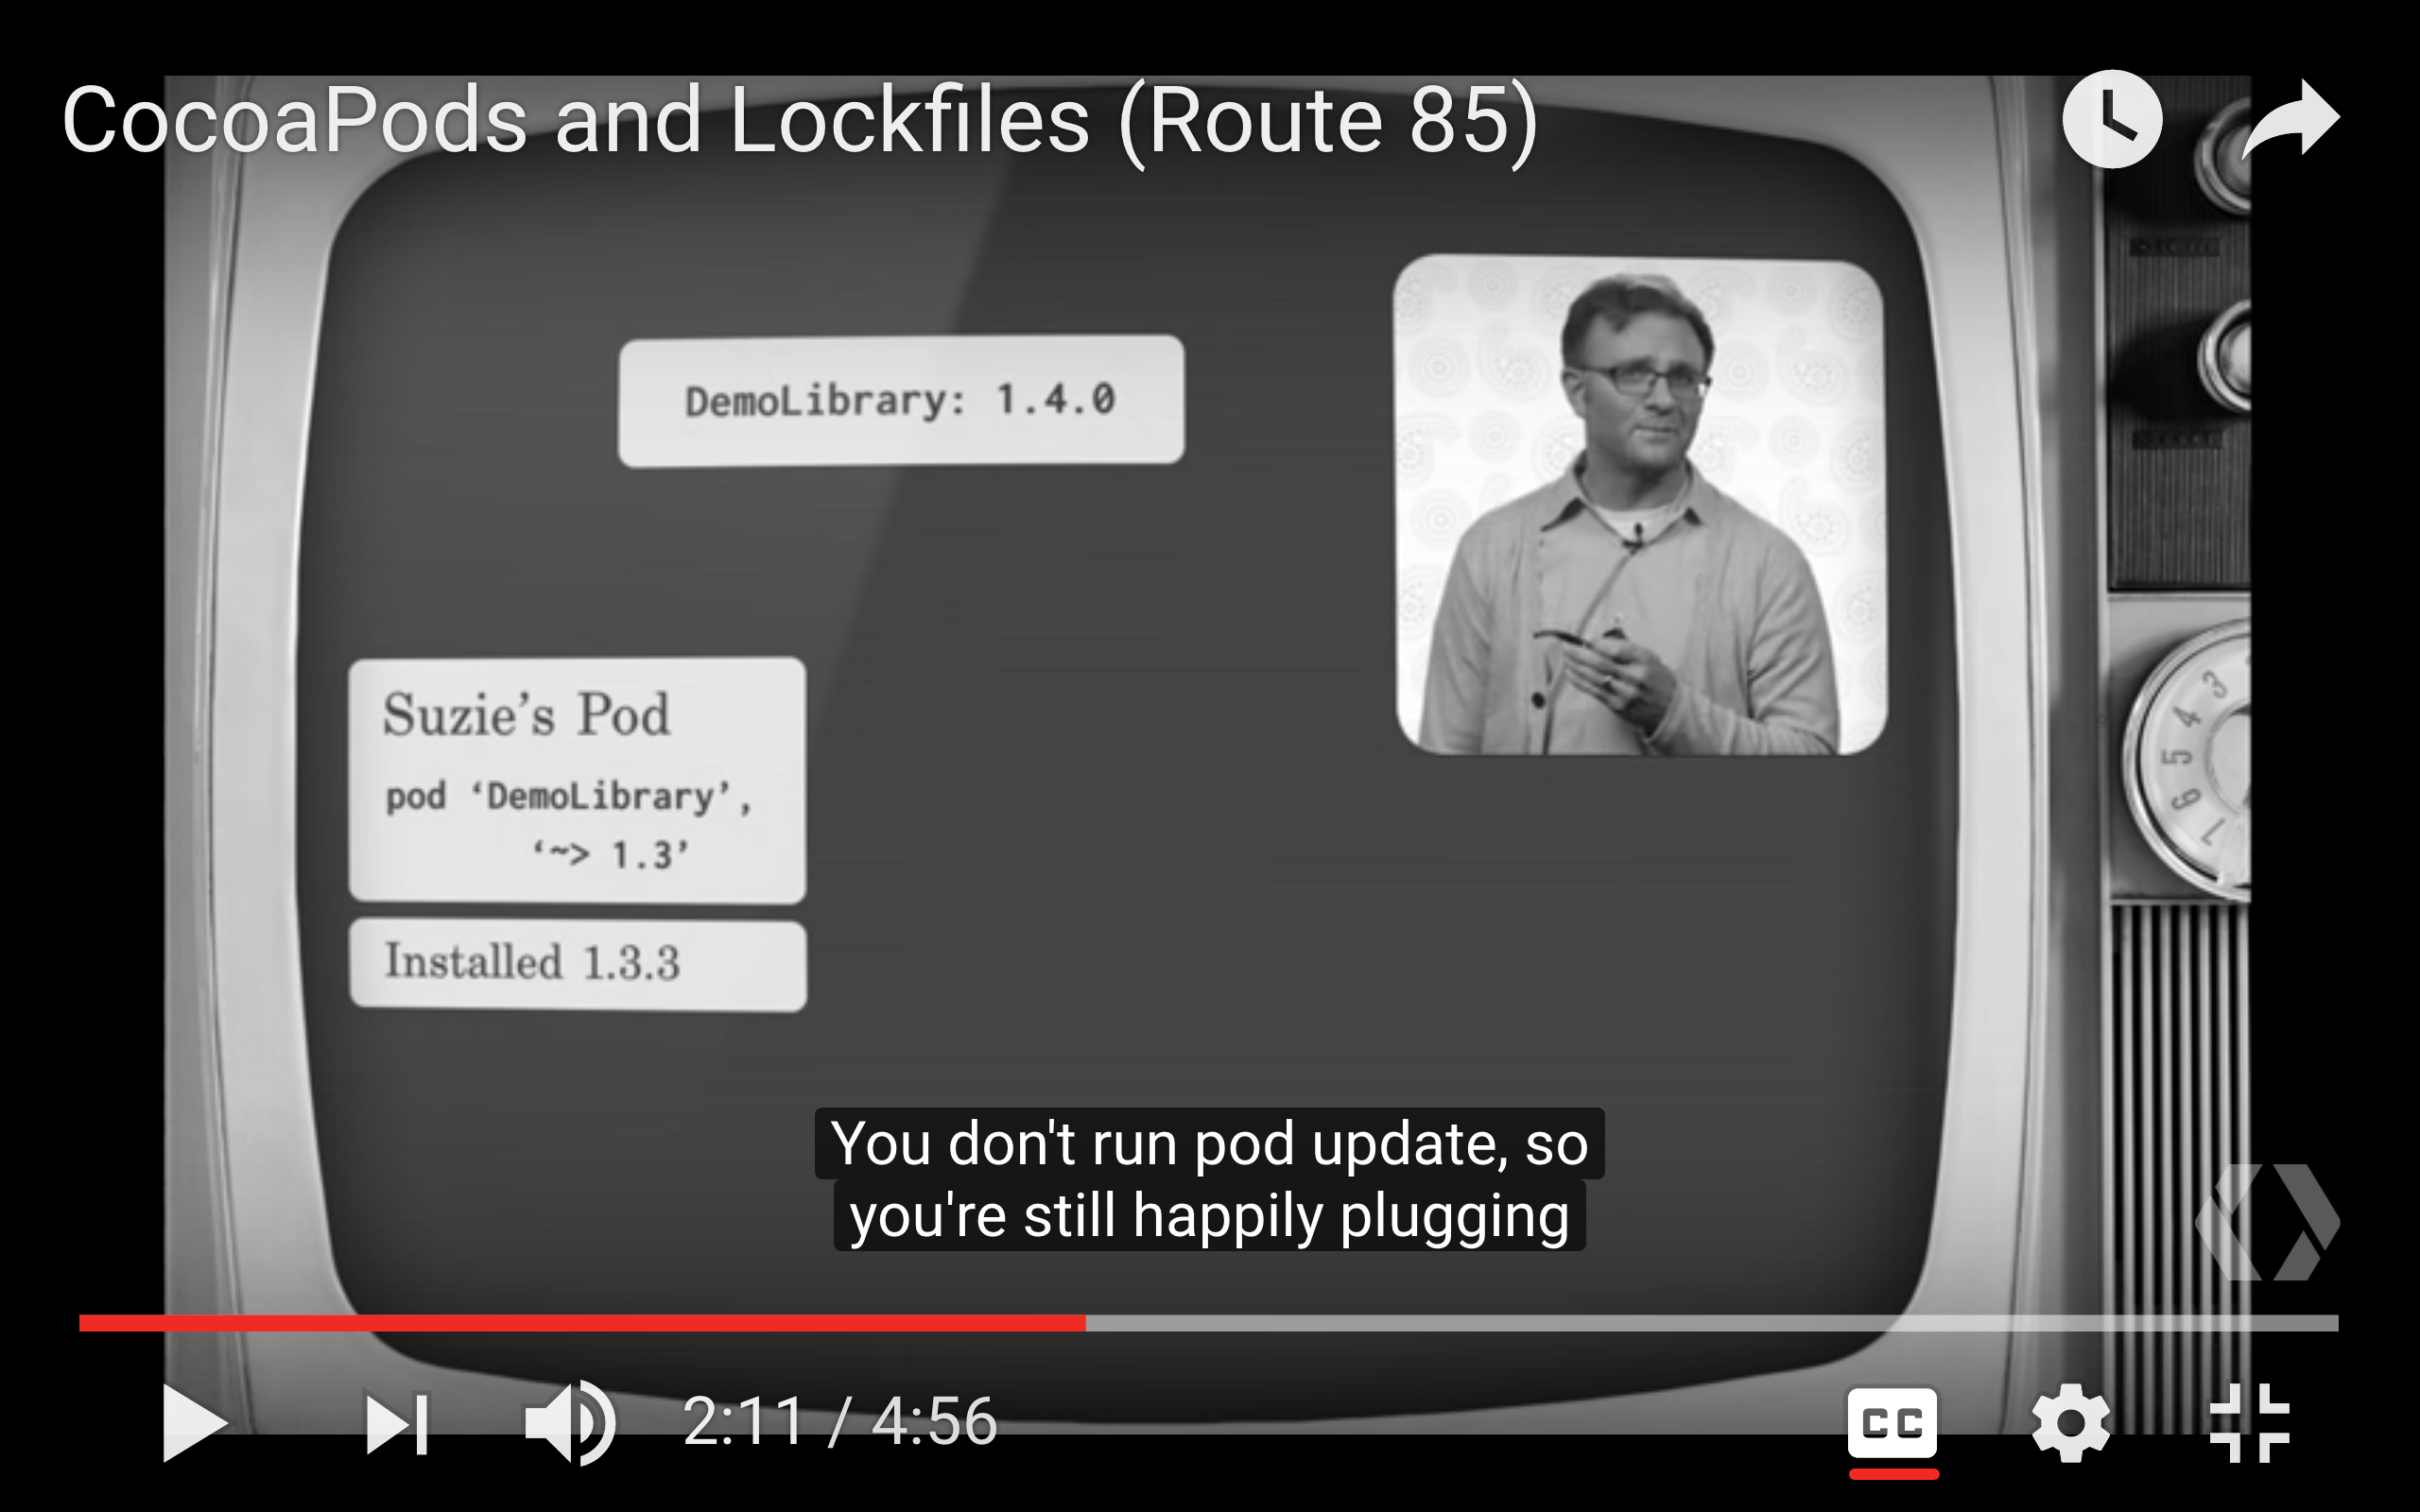 CocoaPods and Lockfiles (Route 85)
DemoLibrary: 1.4.0
Suzie’s Pod
pod ‘DemoLibrary’,
‘~> 1.3’
Installed 1.3.3
3
4
5
6
7
You don't run pod update, so
you're still happily plugging
2:11 / 4:56
CC